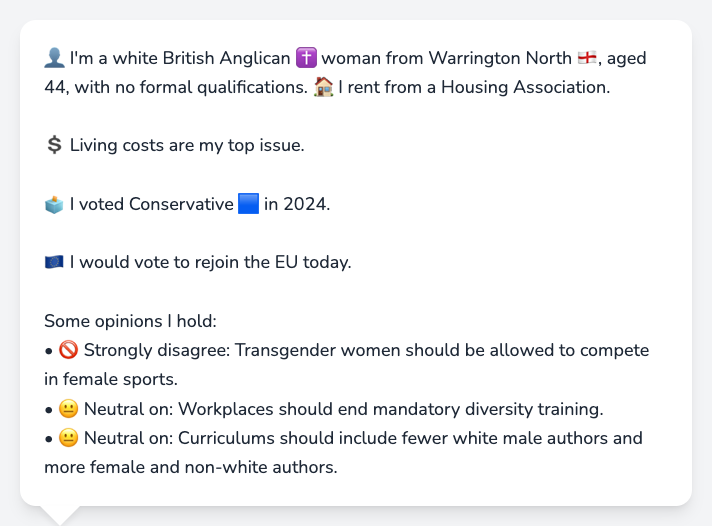 👤 I'm a white British Anglican ✝️ woman from Warrington North 🏴󠁧󠁢󠁥󠁮󠁧󠁿, aged
44, with no formal qualifications. 🏠 I rent from a Housing Association.
💲 Living costs are my top issue.
🗳️ I voted Conservative 🟦 in 2024.
🇪🇺 I would vote to rejoin the EU today.
Some opinions I hold:
• 🚫 Strongly disagree: Transgender women should be allowed to compete
in female sports.
• 😐 Neutral on: Workplaces should end mandatory diversity training.
• 😐 Neutral on: Curriculums should include fewer white male authors and
more female and non-white authors.